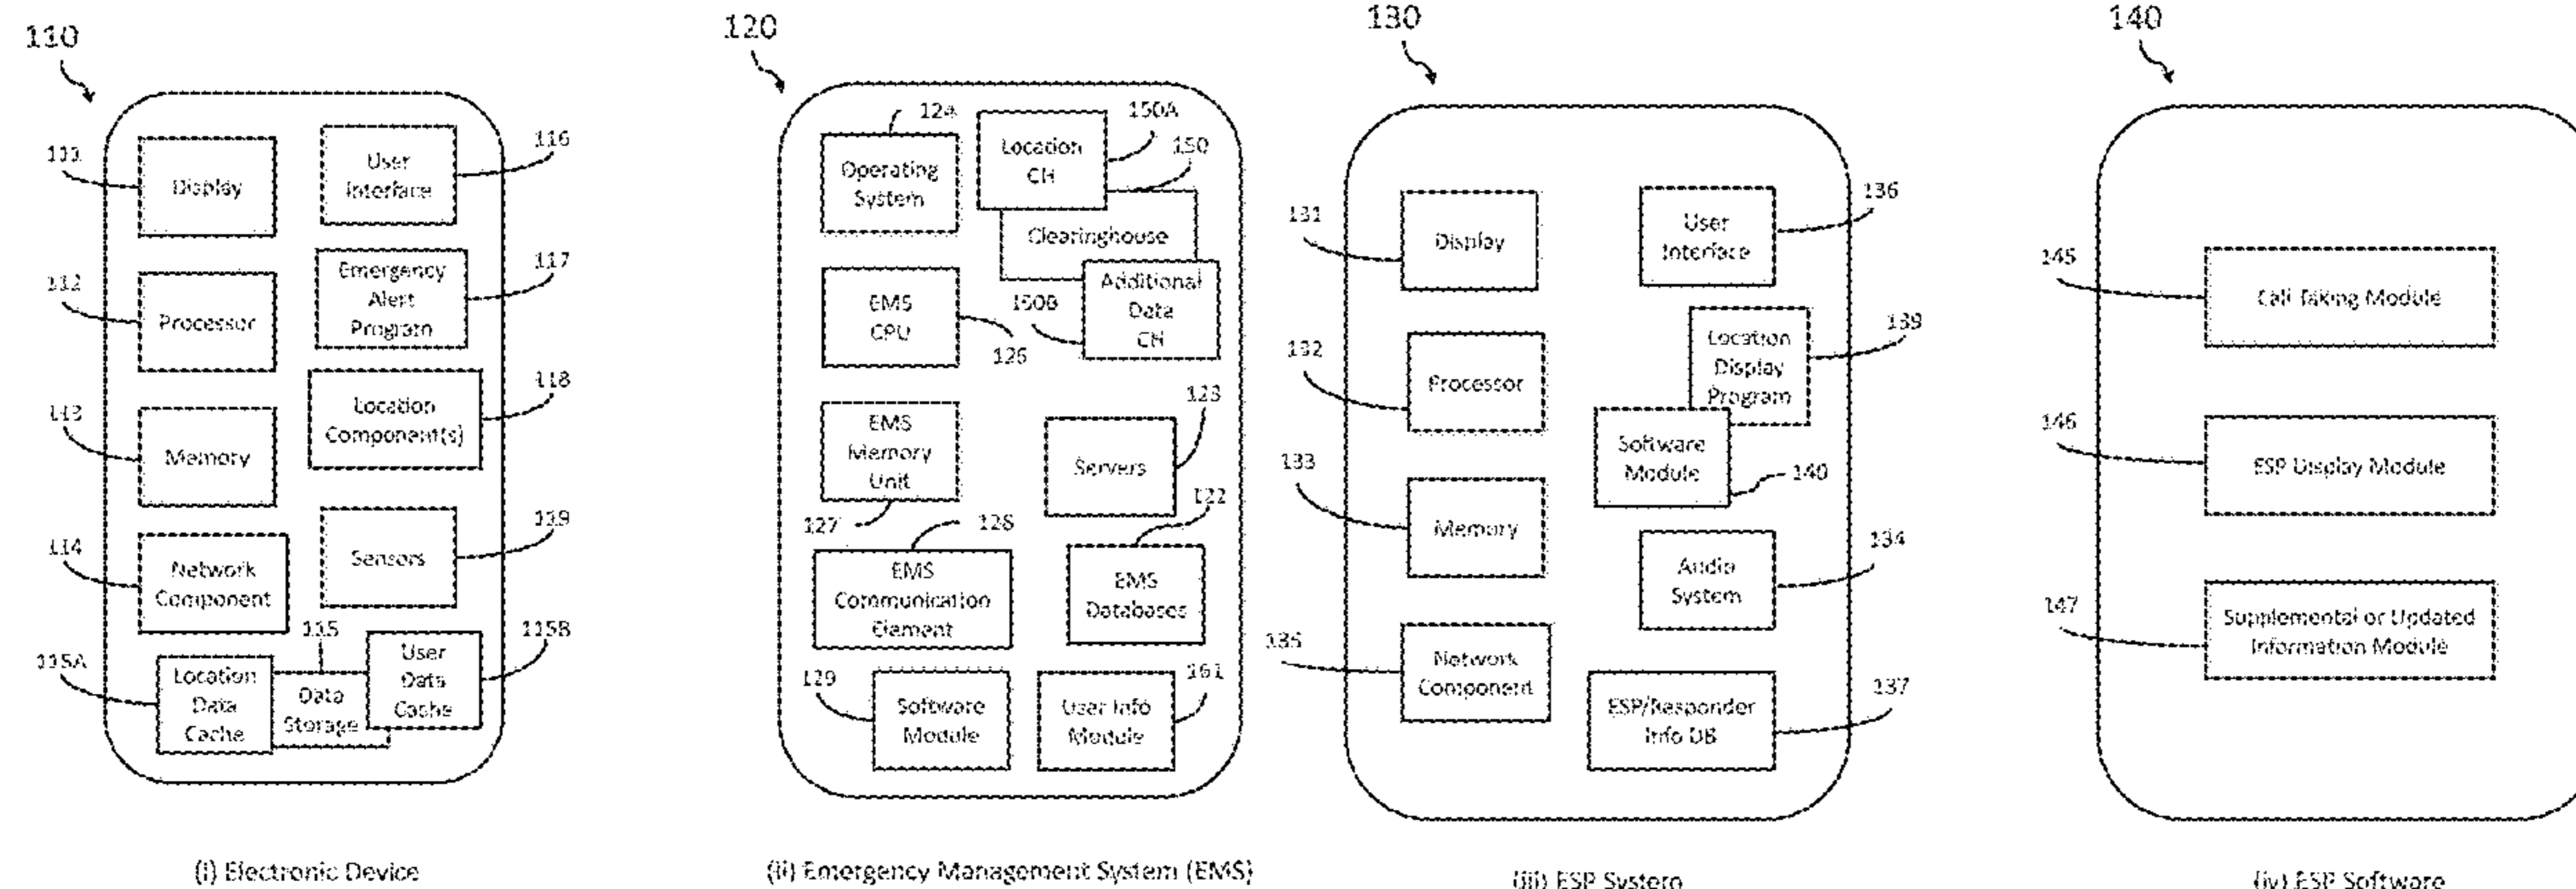 110
111
Display
User
Interface
116
112
Processor
Emergency
Alert
Program
117
113
Memory
Location
Component(s)
118
114
Network
Component
Sensors
119
115A
Location
Data
Cache
115
Data
Storage
User
Data
Cache
115B
(i) Electronic Device
120
124
Operating
System
Location
CH
150A
150
Clearinghouse
EMS
CPU
126
150B
Additional
Data
CH
EMS
Memory
Unit
127
Servers
123
128
EMS
Communication
Element
122
EMS
Databases
129
Software
Module
User Info
Module
161
(ii) Emergency Management System (EMS)
130
131
Display
User
Interface
136
132
Processor
Location
Display
Program
139
Software
Module
140
133
Memory
Audio
System
134
135
Network
Component
ESP/Responder
Info DB
137
(iii) ESP System
140
145
Call Taking Module
146
ESP Display Module
147
Supplemental or Updated
Information Module
(iv) ESP Software